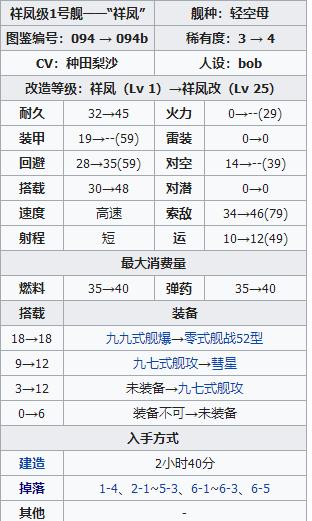 祥凤级1号舰——“祥凤” 舰种：轻空母
图鉴编号：094 → 094b 稀有度：3 → 4
CV：种田梨沙 人设：bob
改造等级：祥凤（Lv 1）→祥凤改（Lv 25）
耐久 32→45 火力 0→--(29)
装甲 19→--(59) 雷装 0→0
回避 28→35(59) 对空 14→--(39)
搭载 30→48 对潜 0→0
速度 高速 索敌 34→46(79)
射程 短 运 10→12(49)
最大消费量
燃料 35→40 弹药 35→40
搭载 装备
18→18 九九式舰爆→零式舰战52型
9→12 九七式舰攻→彗星
3→12 未装备→九七式舰攻
0→6 装备不可→未装备
入手方式
建造 2小时40分
掉落 1-4、2-1~5-3、6-1~6-3、6-5
其他 -